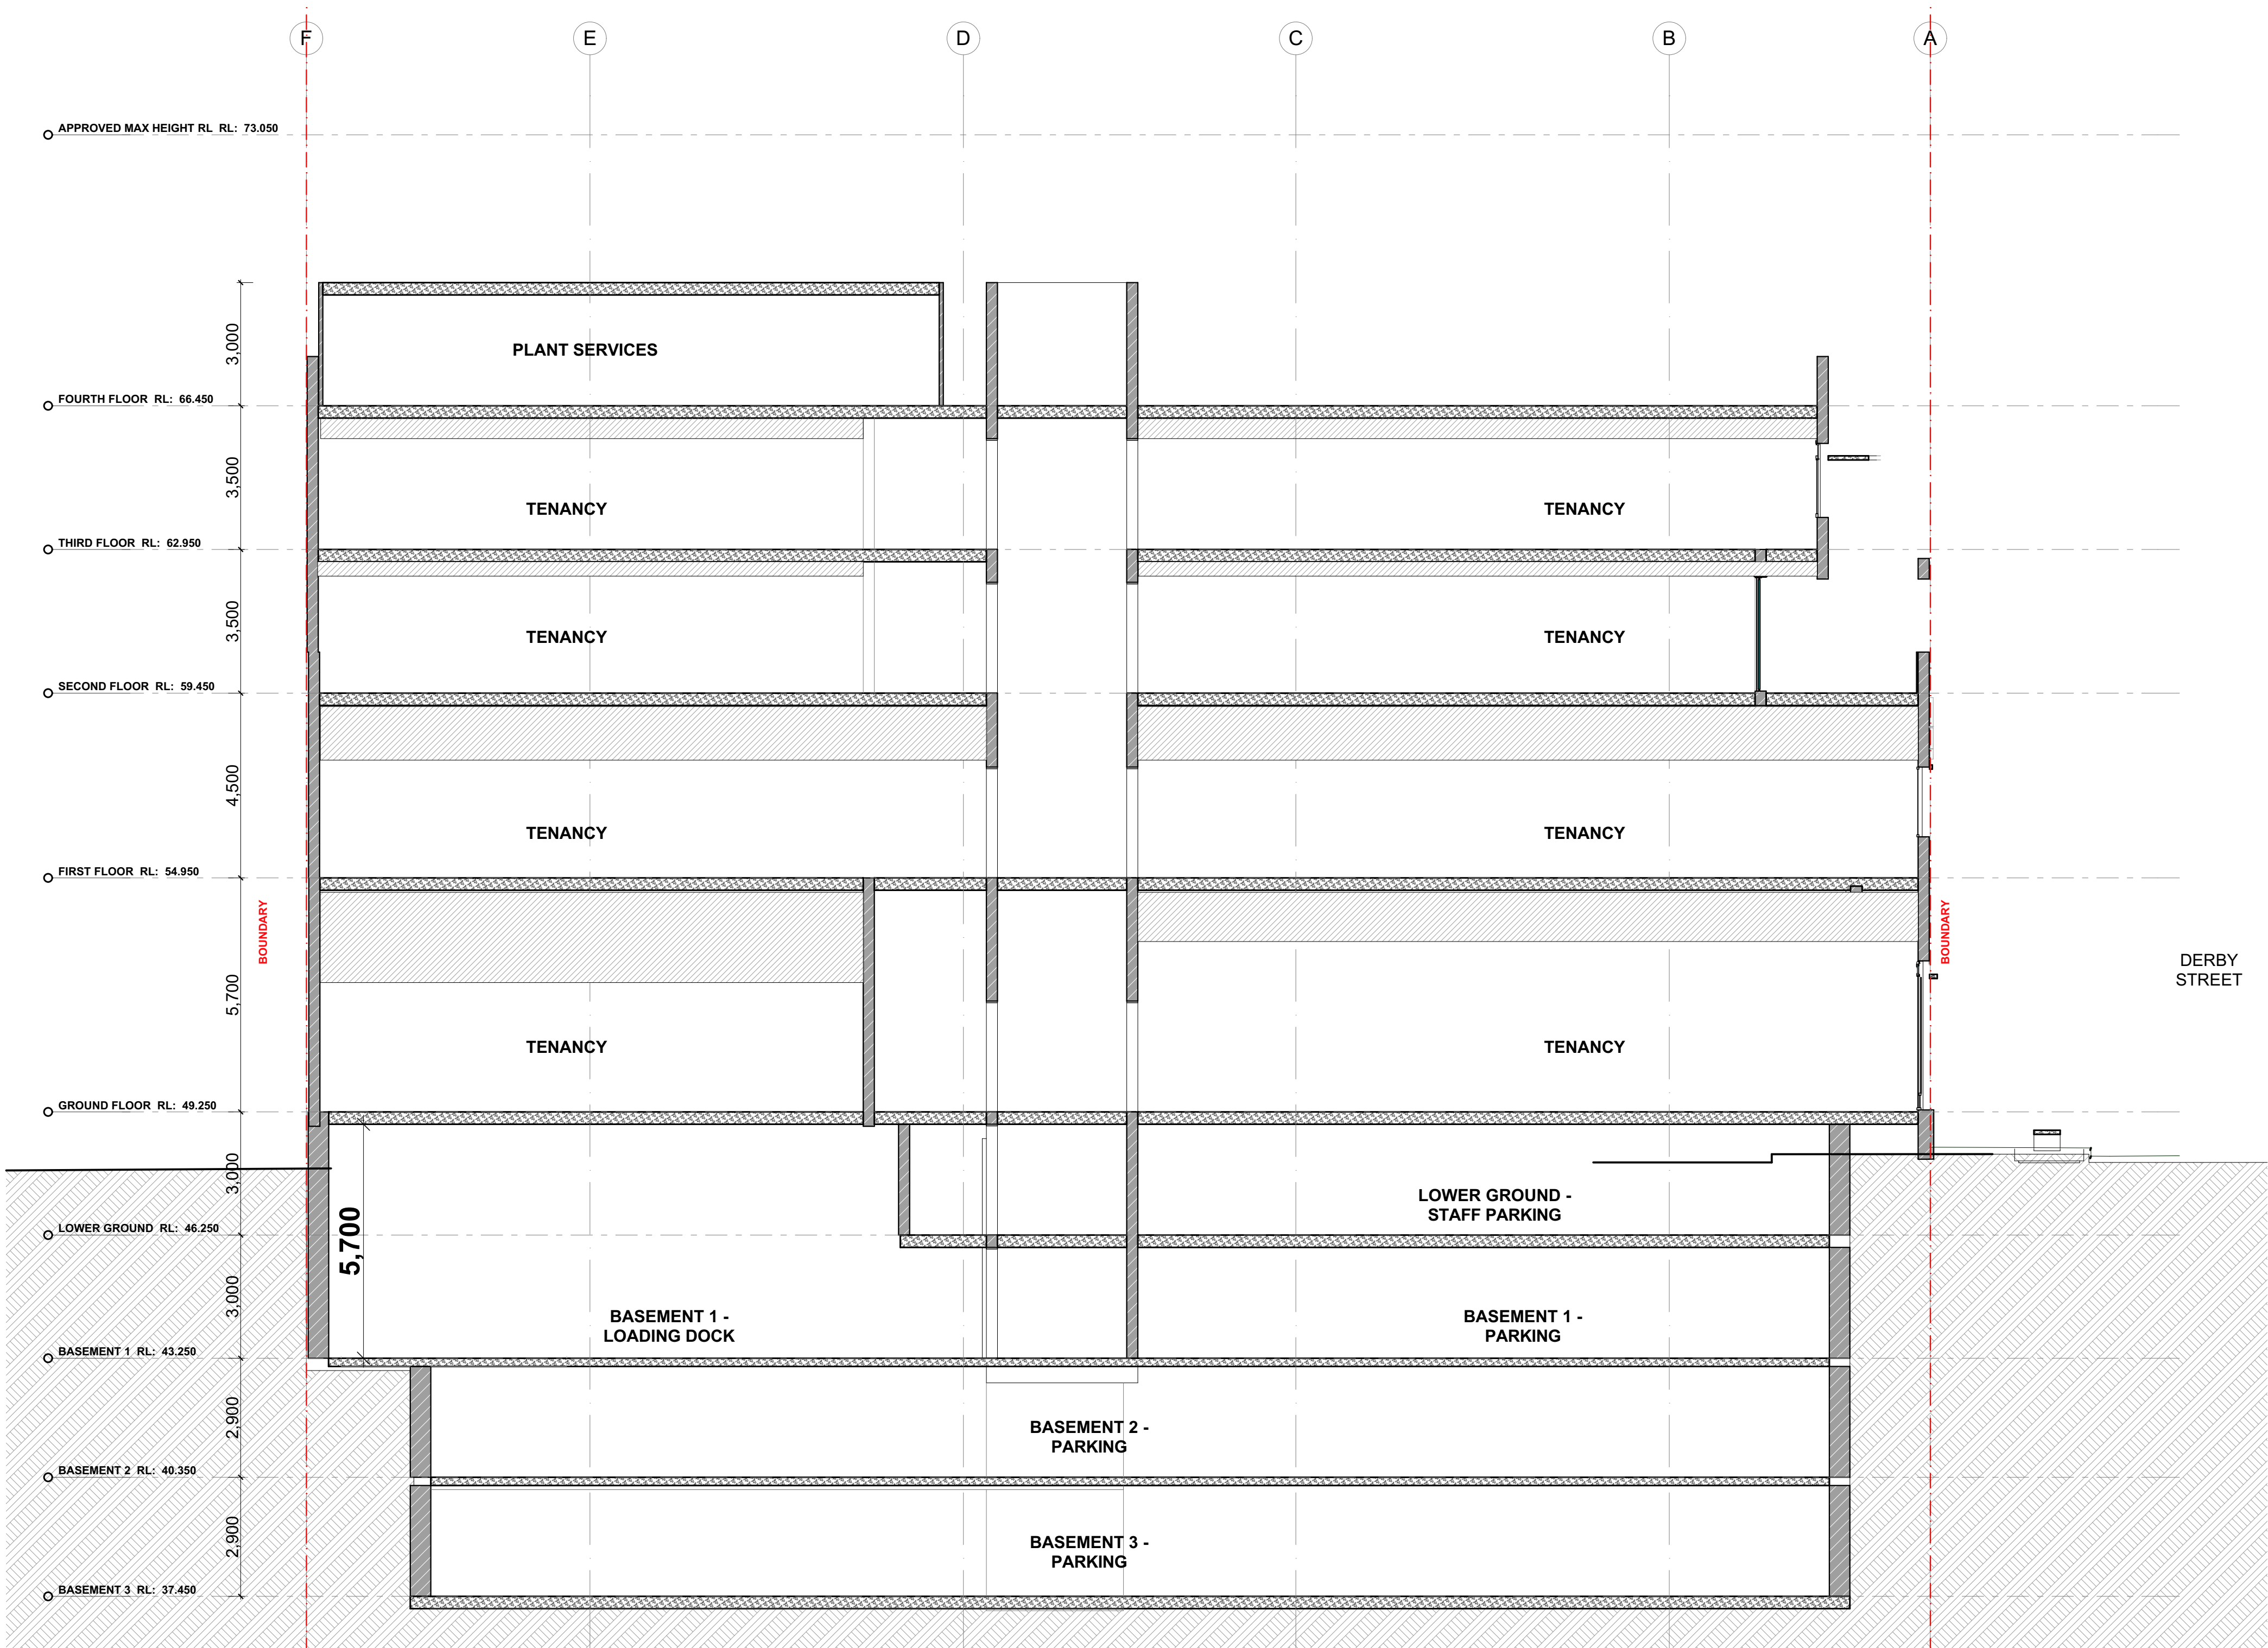 F
E
D
C
B
A
APPROVED MAX HEIGHT RL RL: 73.050
3,000
PLANT SERVICES
FOURTH FLOOR RL: 66.450
3,500
TENANCY
TENANCY
THIRD FLOOR RL: 62.950
3,500
TENANCY
TENANCY
SECOND FLOOR RL: 59.450
4,500
TENANCY
TENANCY
FIRST FLOOR RL: 54.950
BOUNDARY
BOUNDARY
DERBY
STREET
5,700
TENANCY
TENANCY
GROUND FLOOR RL: 49.250
3,000
LOWER GROUND -
STAFF PARKING
LOWER GROUND RL: 46.250
5,700
3,000
BASEMENT 1 -
LOADING DOCK
BASEMENT 1 -
PARKING
BASEMENT 1 RL: 43.250
2,900
BASEMENT 2 -
PARKING
BASEMENT 2 RL: 40.350
2,900
BASEMENT 3 -
PARKING
BASEMENT 3 RL: 37.450